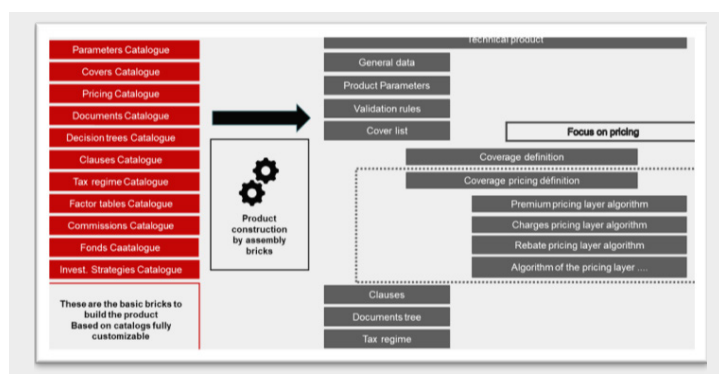 Parameters Catalogue
Covers Catalogue
Pricing Catalogue
Documents Catalogue
Decision trees Catalogue
Clauses Catalogue
Tax regime Catalogue
Factor tables Catalogue
Commissions Catalogue
Fonds Caatalogue
Invest. Strategies Catalogue
These are the basic bricks to
build the product
Based on catalogs fully
customizable
Product
construction
by assembly
bricks
Technical product
General data
Product Parameters
Validation rules
Cover list
Focus on pricing
Coverage definition
Coverage pricing définition
Premium pricing layer algorithm
Charges pricing layer algorithm
Rebate pricing layer algorithm
Algorithm of the pricing layer ....
Clauses
Documents tree
Tax regime